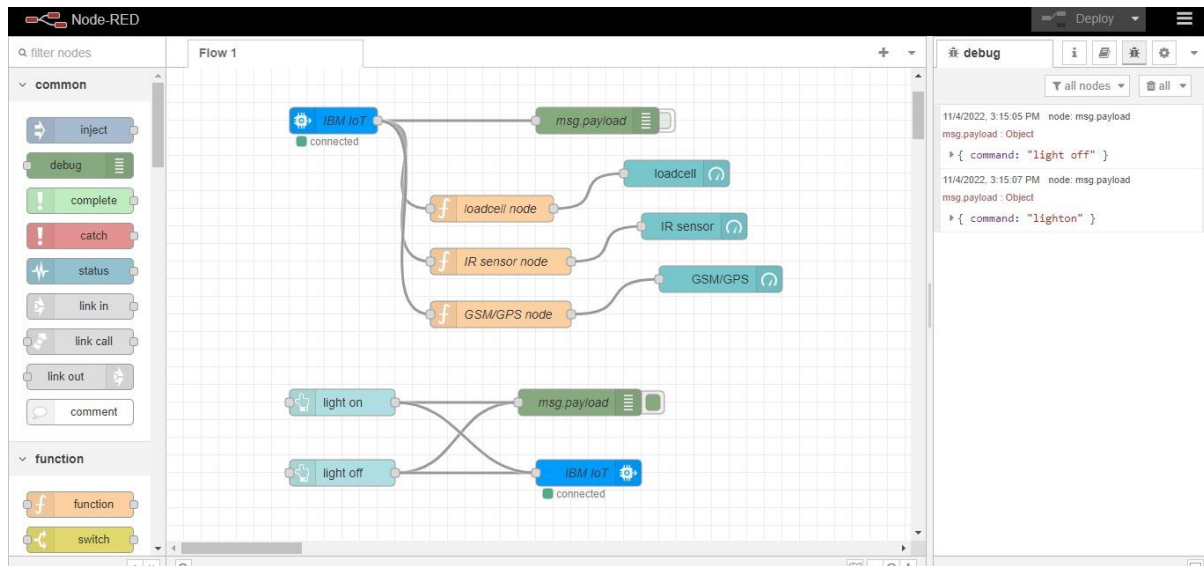 Node-RED
Deploy
filter nodes
common
inject
debug
complete
catch
status
link in
link call
link out
comment
function
function
switch
Flow 1
IBM IoT
connected
msg.payload
loadcell node
loadcell
IR sensor node
IR sensor
GSM/GPS node
GSM/GPS
light on
msg.payload
light off
IBM IoT
connected
debug
all nodes
all
11/4/2022, 3:15:05 PM node: msg.payload
msg.payload : Object
{ command: "light off" }
11/4/2022, 3:15:07 PM node: msg.payload
msg.payload : Object
{ command: "lighton" }